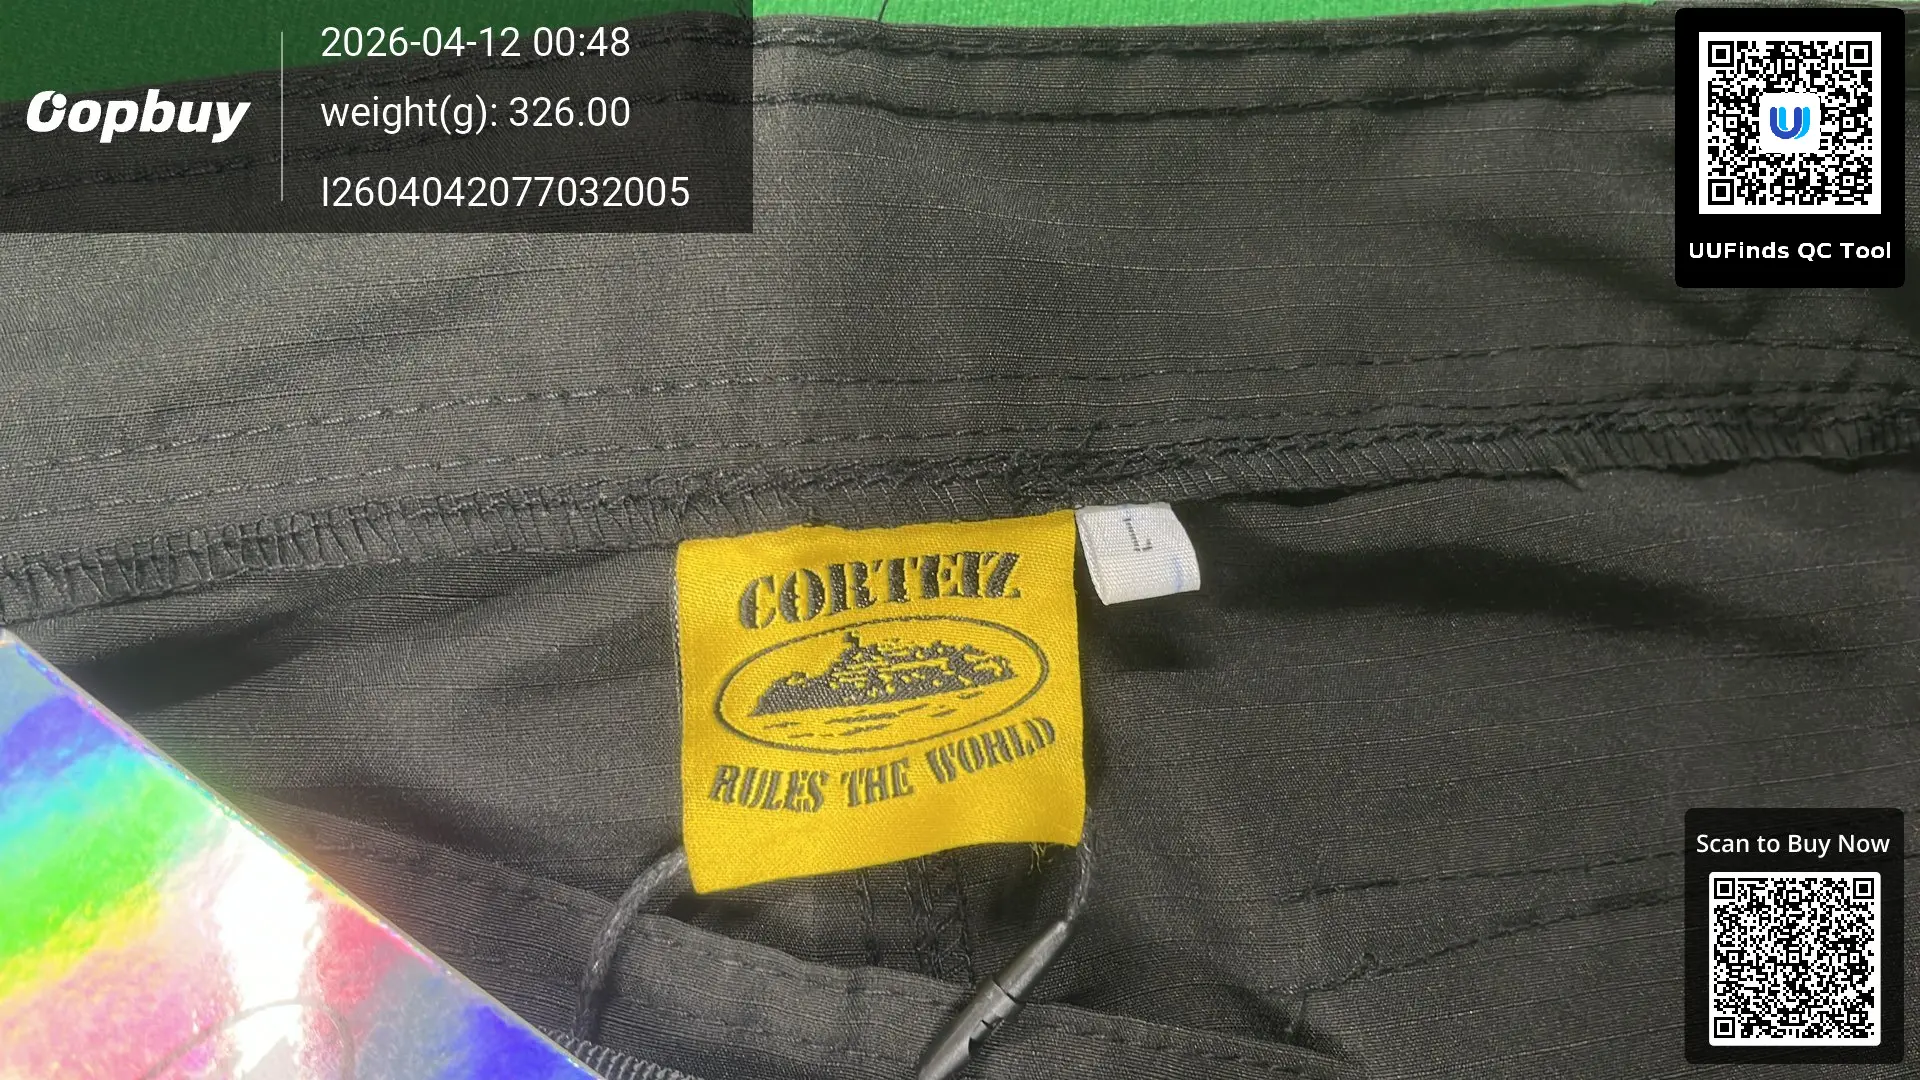 Oopbuy
2026-04-12 00:48
weight(g): 326.00
I2604042077032005
UUFinds QC Tool
CORTEIZ
RULES THE WORLD
L
Scan to Buy Now